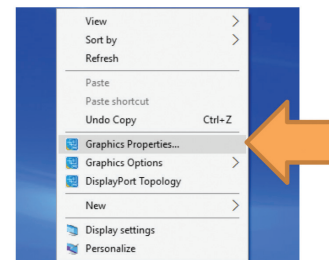 View
Sort by
Refresh
Paste
Paste shortcut
Undo Copy Ctrl+Z
Graphics Properties...
Graphics Options
DisplayPort Topology
New
Display settings
Personalize